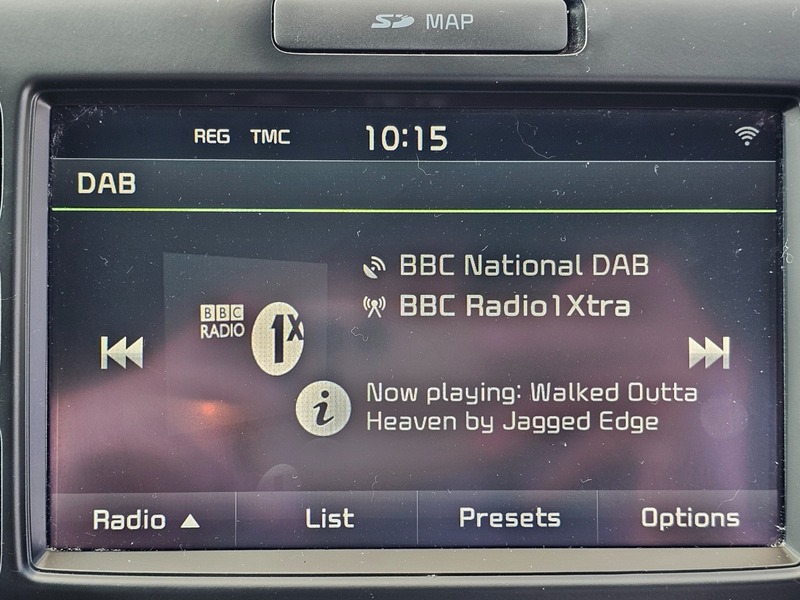 SD MAP
REG TMC 10:15
DAB
BBC National DAB
BBC Radio1Xtra
BBC
RADIO
1X
Now playing: Walked Outta
Heaven by Jagged Edge
Radio ▲ List Presets Options